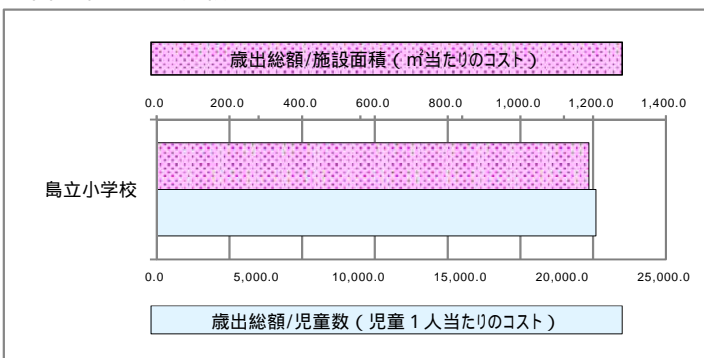 歳出総額/施設面積（㎡当たりのコスト）
0.0 200.0 400.0 600.0 800.0 1,000.0 1,200.0 1,400.0
島立小学校
0.0 5,000.0 10,000.0 15,000.0 20,000.0 25,000.0
歳出総額/児童数（児童１人当たりのコスト）